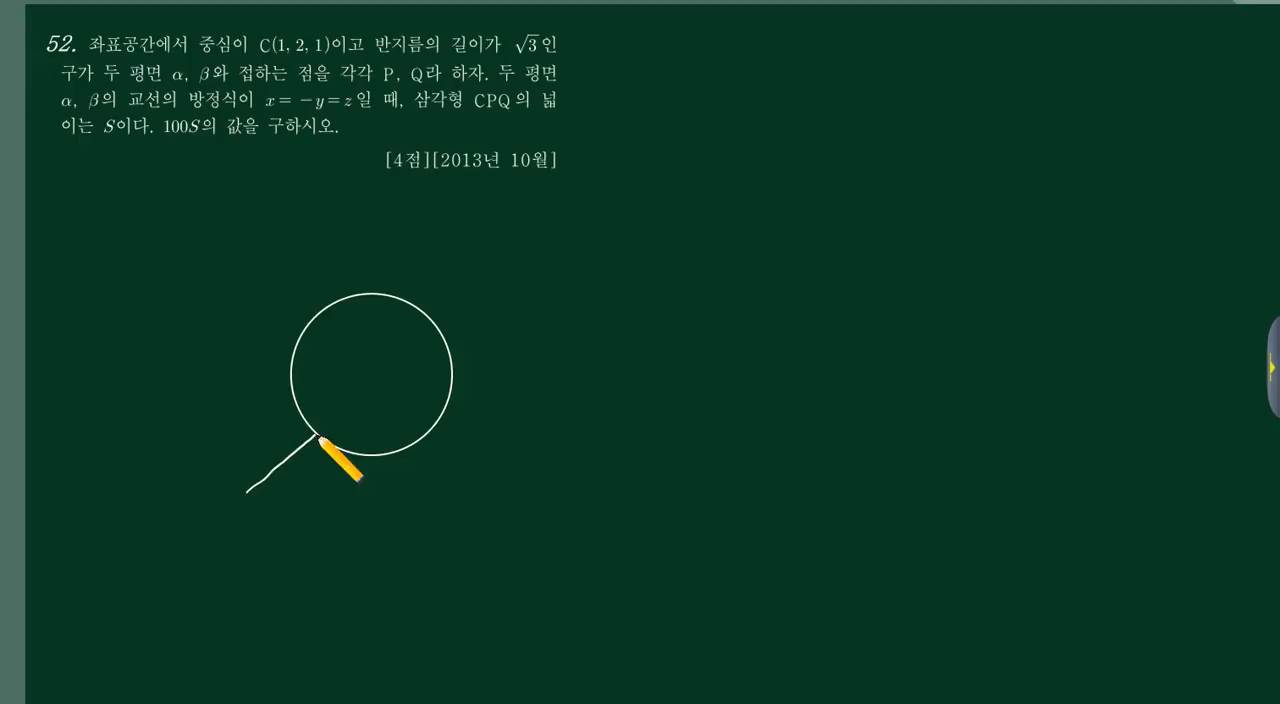 52. 좌표공간에서 중심이 C(1, 2, 1)이고 반지름의 길이가 √3인
구가 두 평면 α, β와 접하는 점을 각각 P, Q라 하자. 두 평면
α, β의 교선의 방정식이 x = −y = z일 때, 삼각형 CPQ의 넓
이는 S이다. 100S의 값을 구하시오.
[4점][2013년 10월]